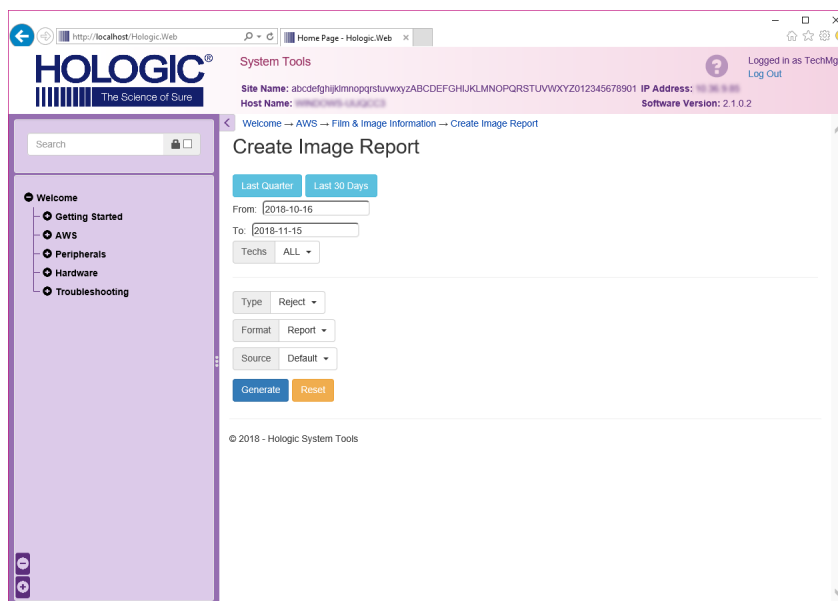 http://localhost/Hologic.Web
Home Page - Hologic.Web
HOLOGIC®
The Science of Sure
System Tools
Logged in as TechMg
Log Out
Site Name: abcdefghijklmnopqrstuvwxyzABCDEFGHIJKLMNOPQRSTUVWXYZ012345678901 IP Address:
Host Name:
Software Version: 2.1.0.2
Search
Welcome → AWS → Film & Image Information → Create Image Report
Create Image Report
Welcome
Getting Started
AWS
Peripherals
Hardware
Troubleshooting
Last Quarter
Last 30 Days
From: 2018-10-16
To: 2018-11-15
Techs ALL
Type Reject
Format Report
Source Default
Generate
Reset
© 2018 - Hologic System Tools